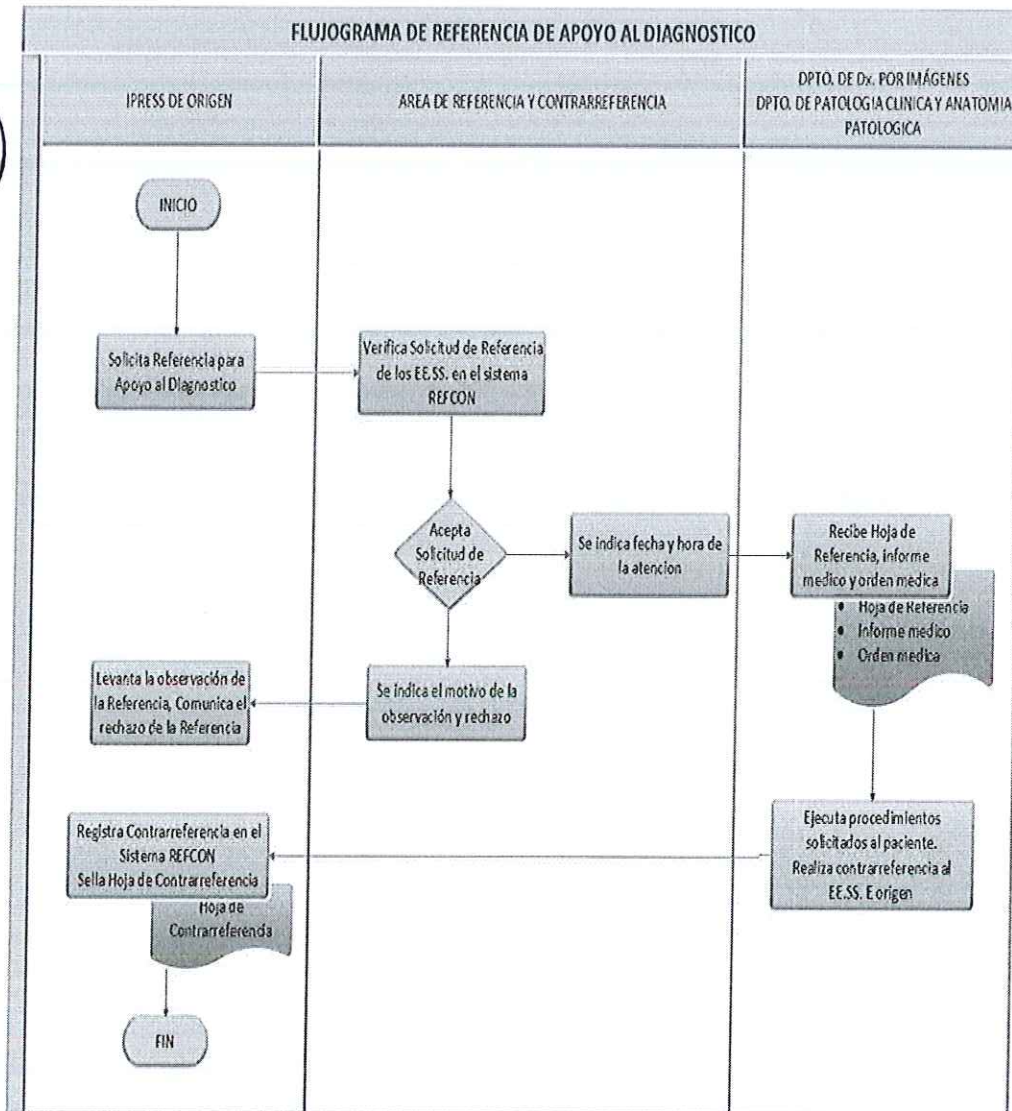 FLUJOGRAMA DE REFERENCIA DE APOYO AL DIAGNOSTICO
IPRESS DE ORIGEN
AREA DE REFERENCIA Y CONTRARREFERENCIA
DPTO. DE Dx. POR IMÁGENES
DPTO. DE PATOLOGIA CLINICA Y ANATOMIA
PATOLOGICA
INICIO
Solicita Referencia para
Apoyo al Diagnostico
Verifica Solicitud de Referencia
de los EE.SS. en el sistema
REFCON
Acepta
Solicitud de
Referencia
Se indica fecha y hora de
la atencion
Recibe Hoja de
Referencia, informe
medico y orden medica
• Hoja de Referencia
• Informe medico
• Orden medica
Se indica el motivo de la
observación y rechazo
Levanta la observación de
la Referencia, Comunica el
rechazo de la Referencia
Ejecuta procedimientos
solicitados al paciente.
Realiza contrarreferencia al
EE.SS. E origen
Registra Contrarreferencia en el
Sistema REFCON
Sella Hoja de Contrarreferencia
Hoja de
Contrarreferencia
FIN